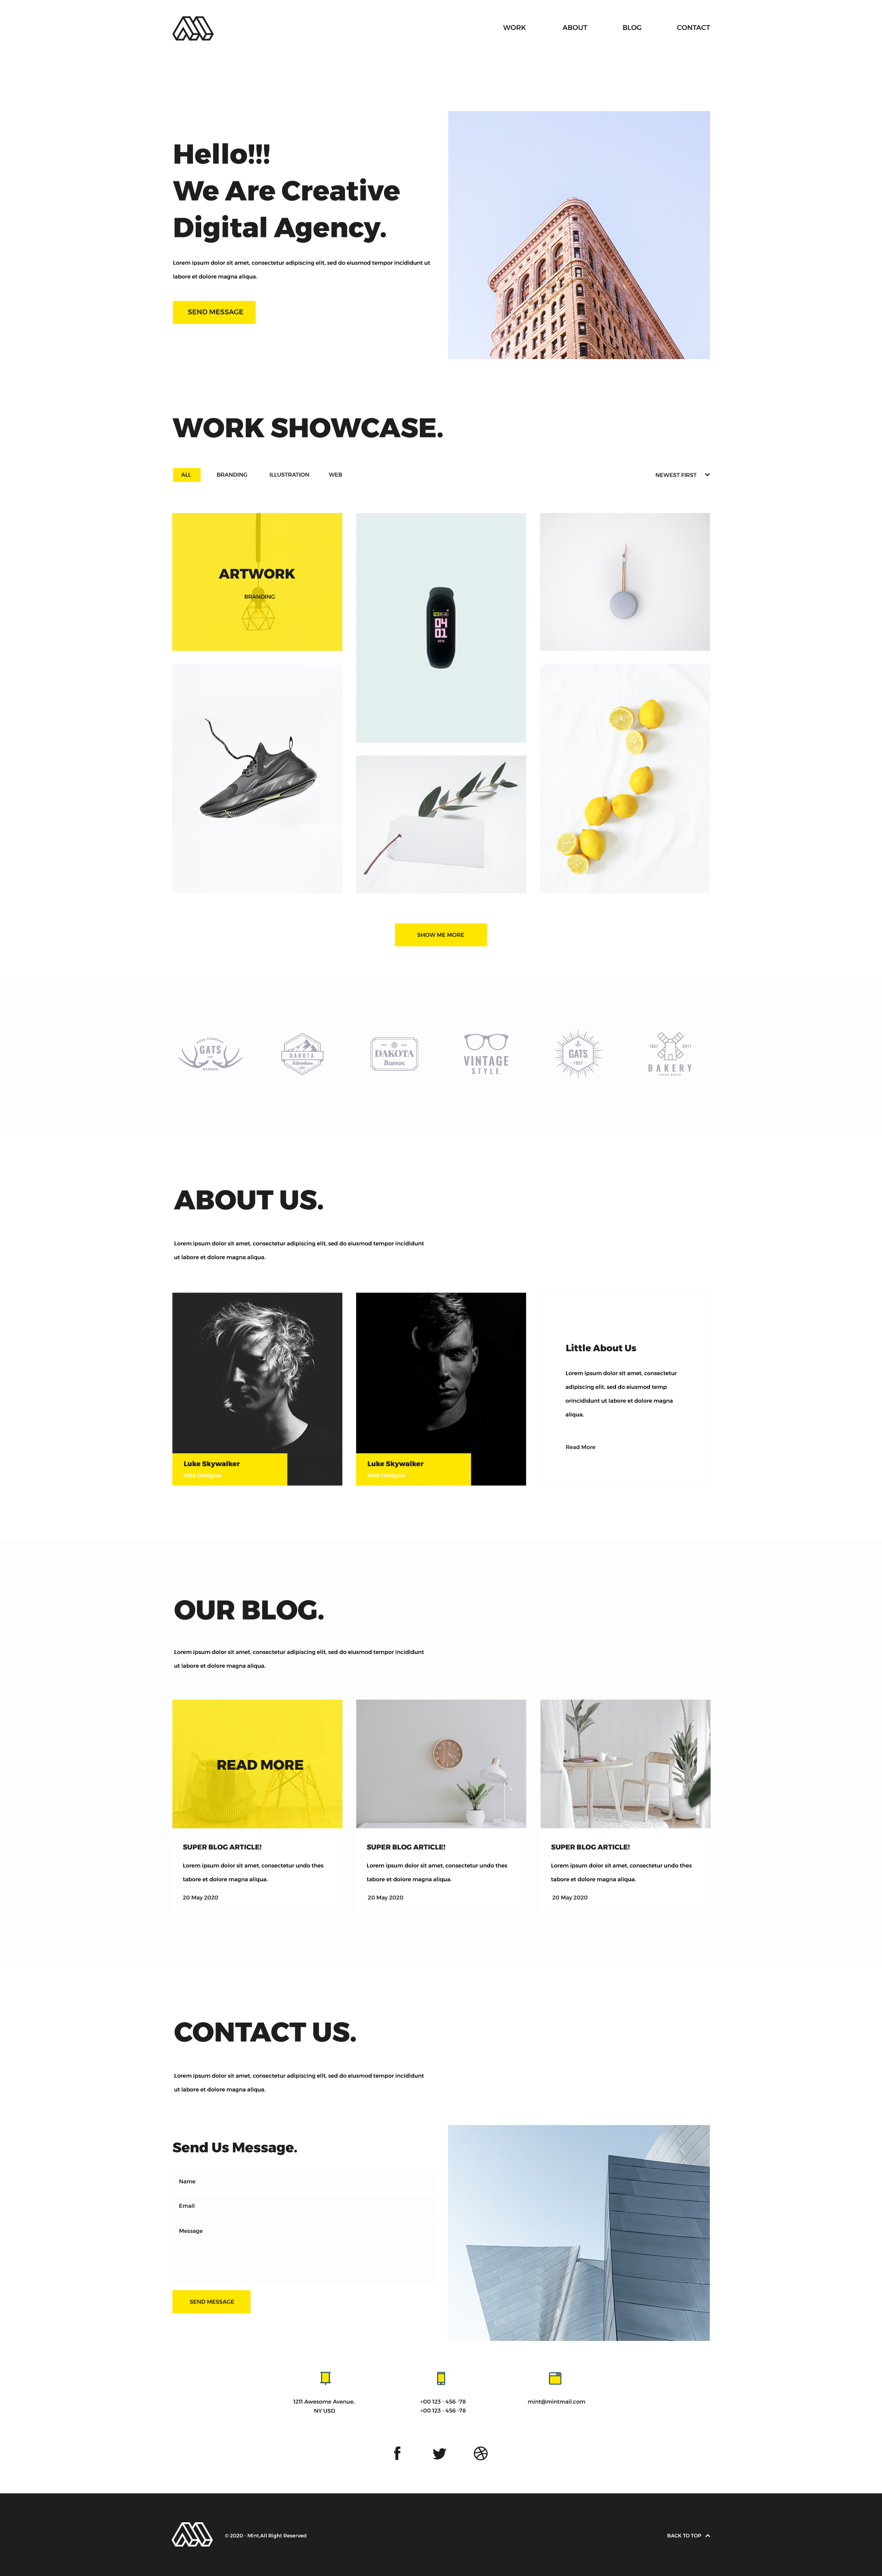 WORK ABOUT BLOG CONTACT
Hello!!!
We Are Creative
Digital Agency.
Lorem ipsum dolor sit amet, consectetur adipiscing elit, sed do eiusmod tempor incididunt ut
labore et dolore magna aliqua.
SEND MESSAGE
WORK SHOWCASE.
ALL BRANDING ILLUSTRATION WEB NEWEST FIRST
ARTWORK
BRANDING
04
01
SHOW ME MORE
GATS
DAKOTA
Adventure
DAKOTA
Barron
VINTAGE
STYLE
GATS
1957
1957 2017
BAKERY
ABOUT US.
Lorem ipsum dolor sit amet, consectetur adipiscing elit, sed do eiusmod tempor incididunt
ut labore et dolore magna aliqua.
Luke Skywalker
Web Designer
Luke Skywalker
Web Designer
Little About Us
Lorem ipsum dolor sit amet, consectetur
adipiscing elit, sed do eiusmod temp
orincididunt ut labore et dolore magna
aliqua.
Read More
OUR BLOG.
Lorem ipsum dolor sit amet, consectetur adipiscing elit, sed do eiusmod tempor incididunt
ut labore et dolore magna aliqua.
READ MORE
SUPER BLOG ARTICLE!
Lorem ipsum dolor sit amet, consectetur undo thes
tabore et dolore magna aliqua.
20 May 2020
SUPER BLOG ARTICLE!
Lorem ipsum dolor sit amet, consectetur undo thes
tabore et dolore magna aliqua.
20 May 2020
SUPER BLOG ARTICLE!
Lorem ipsum dolor sit amet, consectetur undo thes
tabore et dolore magna aliqua.
20 May 2020
CONTACT US.
Lorem ipsum dolor sit amet, consectetur adipiscing elit, sed do eiusmod tempor incididunt
ut labore et dolore magna aliqua.
Send Us Message.
Name
Email
Message
SEND MESSAGE
1211 Awesome Avenue,
NY USD
+00 123 - 456 -78
+00 123 - 456 -78
mint@mintmail.com
© 2020 - Mint,All Right Reserved
BACK TO TOP